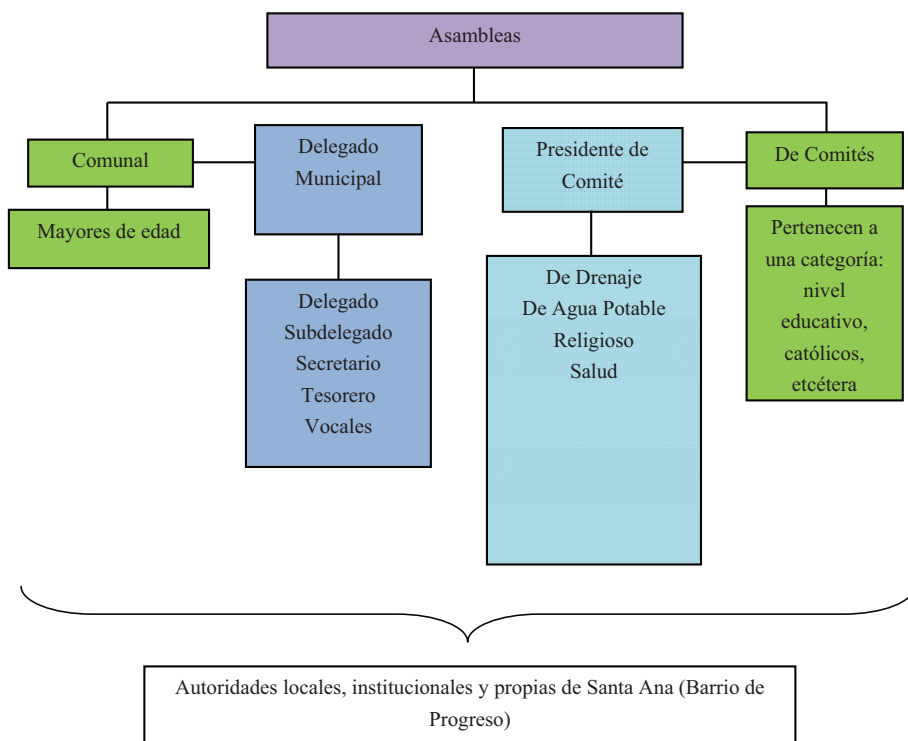 Asambleas
Comunal
Delegado
Municipal
Presidente de
Comité
De Comités
Mayores de edad
Delegado
Subdelegado
Secretario
Tesorero
Vocales
De Drenaje
De Agua Potable
Religioso
Salud
Pertenecen a
una categoría:
nivel
educativo,
católicos,
etcétera
Autoridades locales, institucionales y propias de Santa Ana (Barrio de
Progreso)